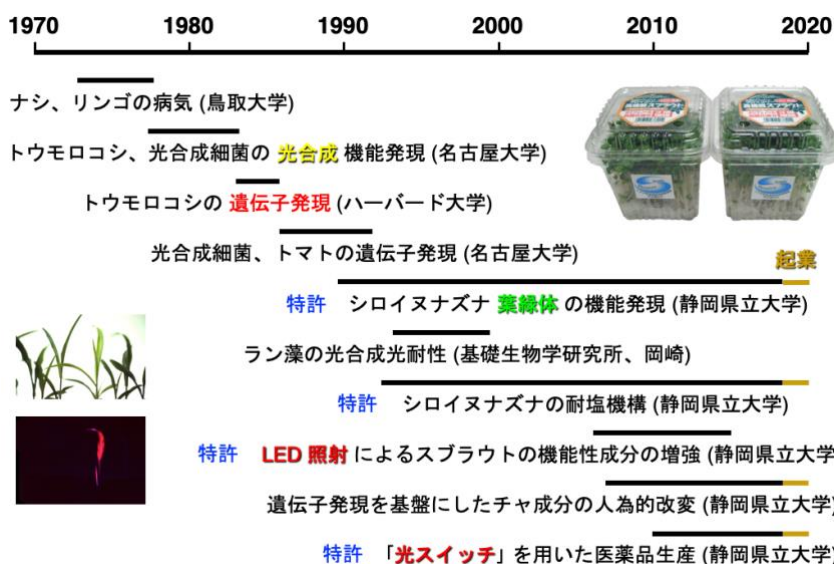 1970 1980 1990 2000 2010 2020
ナシ、リンゴの病気 (鳥取大学)
トウモロコシ、光合成細菌の 光合成 機能発現 (名古屋大学)
トウモロコシの 遺伝子発現 (ハーバード大学)
光合成細菌、トマトの遺伝子発現 (名古屋大学)
起業
特許 シロイヌナズナ 葉緑体 の機能発現 (静岡県立大学)
ラン藻の光合成光耐性 (基礎生物学研究所、岡崎)
特許 シロイヌナズナの耐塩機構 (静岡県立大学)
特許 LED 照射 によるスブラウトの機能性成分の増強 (静岡県立大学
遺伝子発現を基盤にしたチャ成分の人為的改変 (静岡県立大学)
特許 「光スイッチ」を用いた医薬品生産 (静岡県立大学)